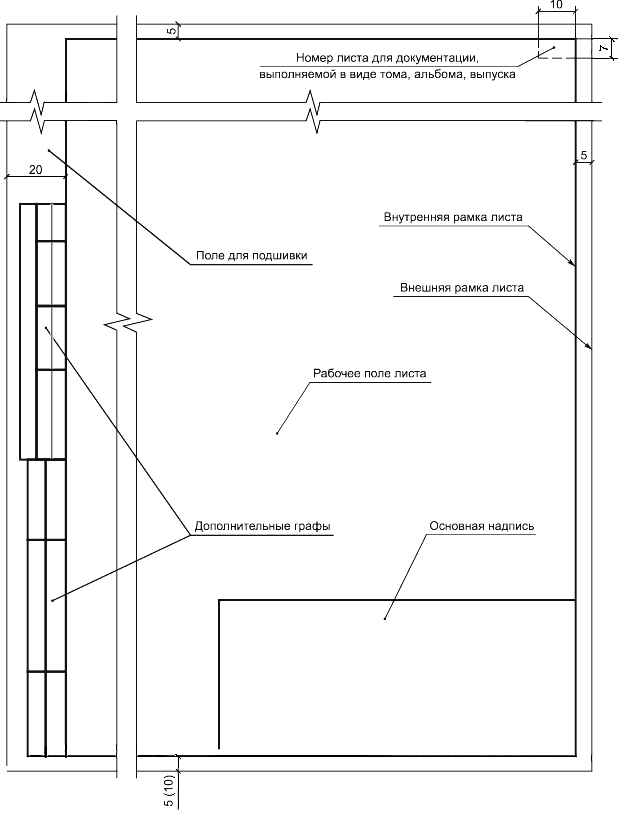 10
5
7
Номер листа для документации,
выполняемой в виде тома, альбома, выпуска
5
20
Внутренняя рамка листа
Поле для подшивки
Внешняя рамка листа
Рабочее поле листа
Дополнительные графы
Основная надпись
5 (10)